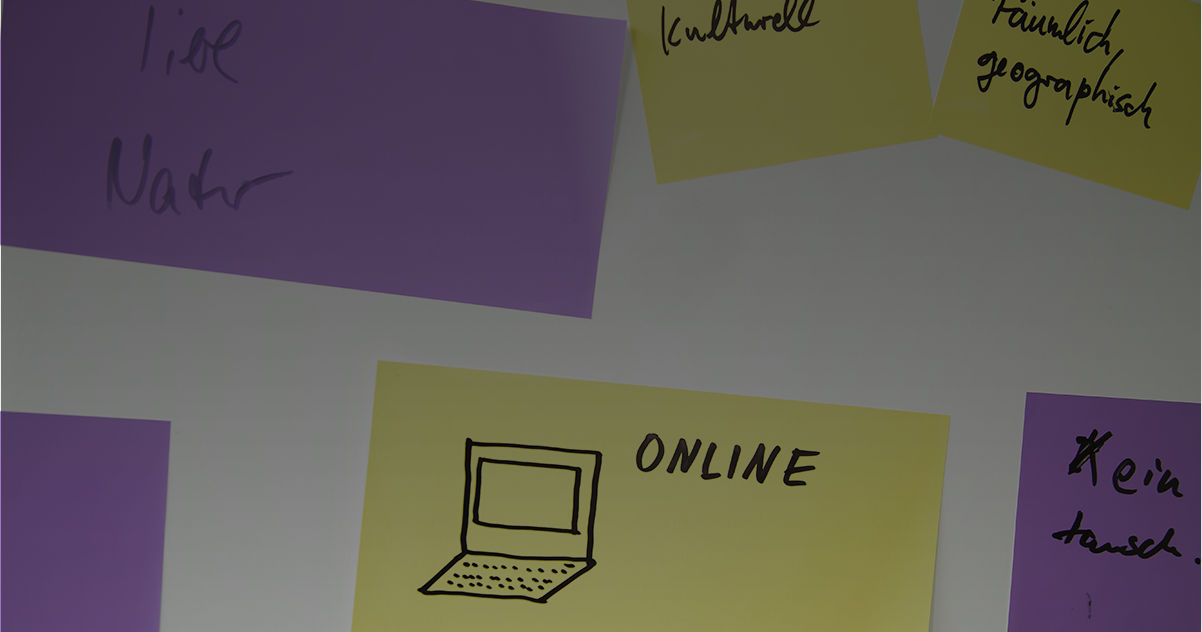 Natur
kulturell
räumlich,
geographisch
ONLINE
Kein
tausch.